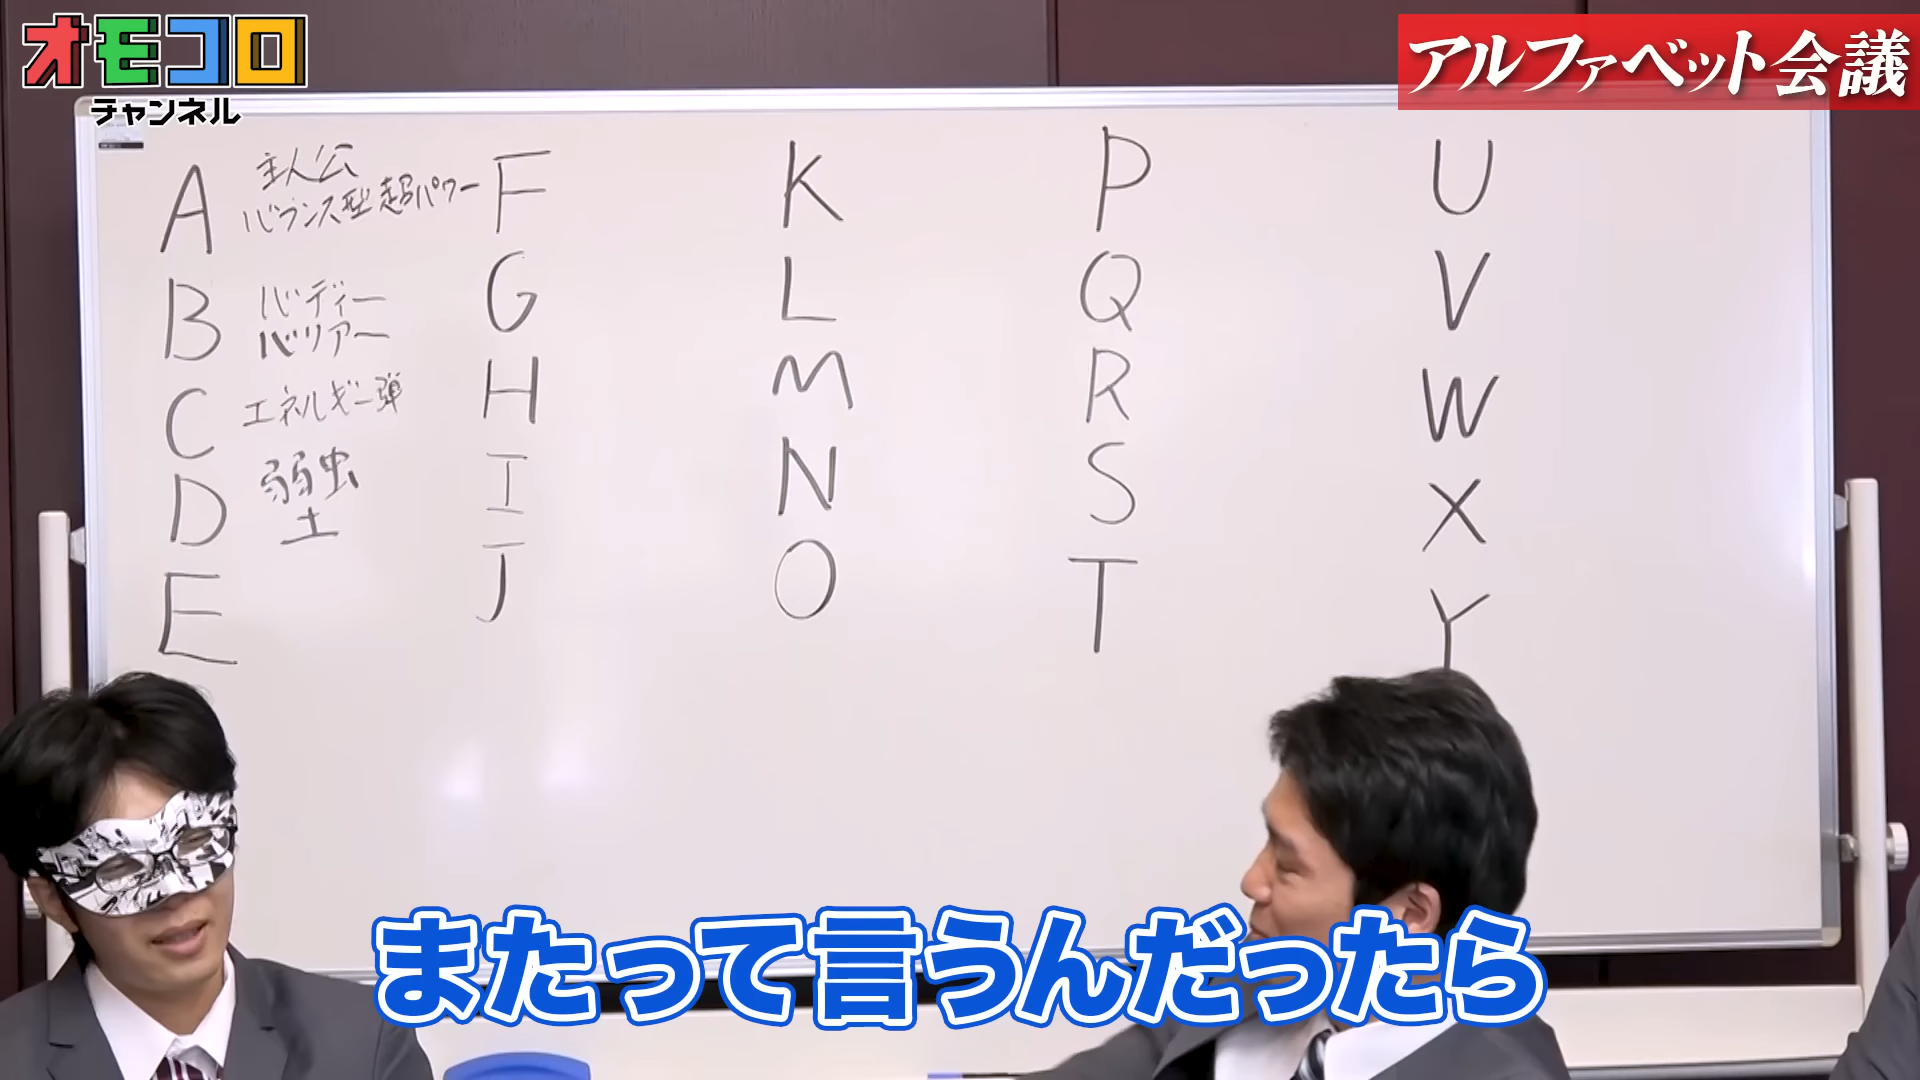 オモコロ
チャンネル
アルファベット会議
A 主人公
バランス型 超パワー
B バディー
バリアー
C エネルギー弾
D 弱虫
土
E
F
G
H
I
J
K
L
M
N
O
P
Q
R
S
T
U
V
W
X
Y
またって言うんだったら